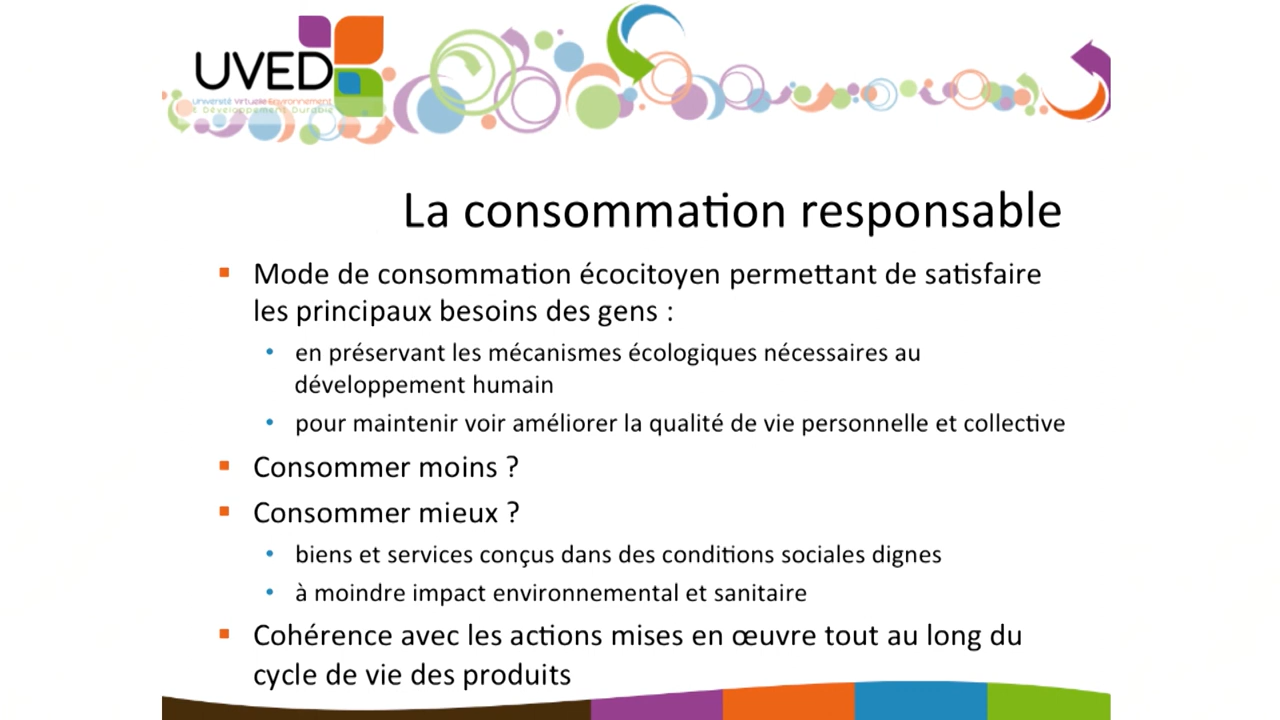 UVED
Université Virtuelle Environnement
et Développement Durable
La consommation responsable
Mode de consommation écocitoyen permettant de satisfaire
les principaux besoins des gens :
en préservant les mécanismes écologiques nécessaires au
développement humain
pour maintenir voir améliorer la qualité de vie personnelle et collective
Consommer moins ?
Consommer mieux ?
biens et services conçus dans des conditions sociales dignes
à moindre impact environnemental et sanitaire
Cohérence avec les actions mises en œuvre tout au long du
cycle de vie des produits